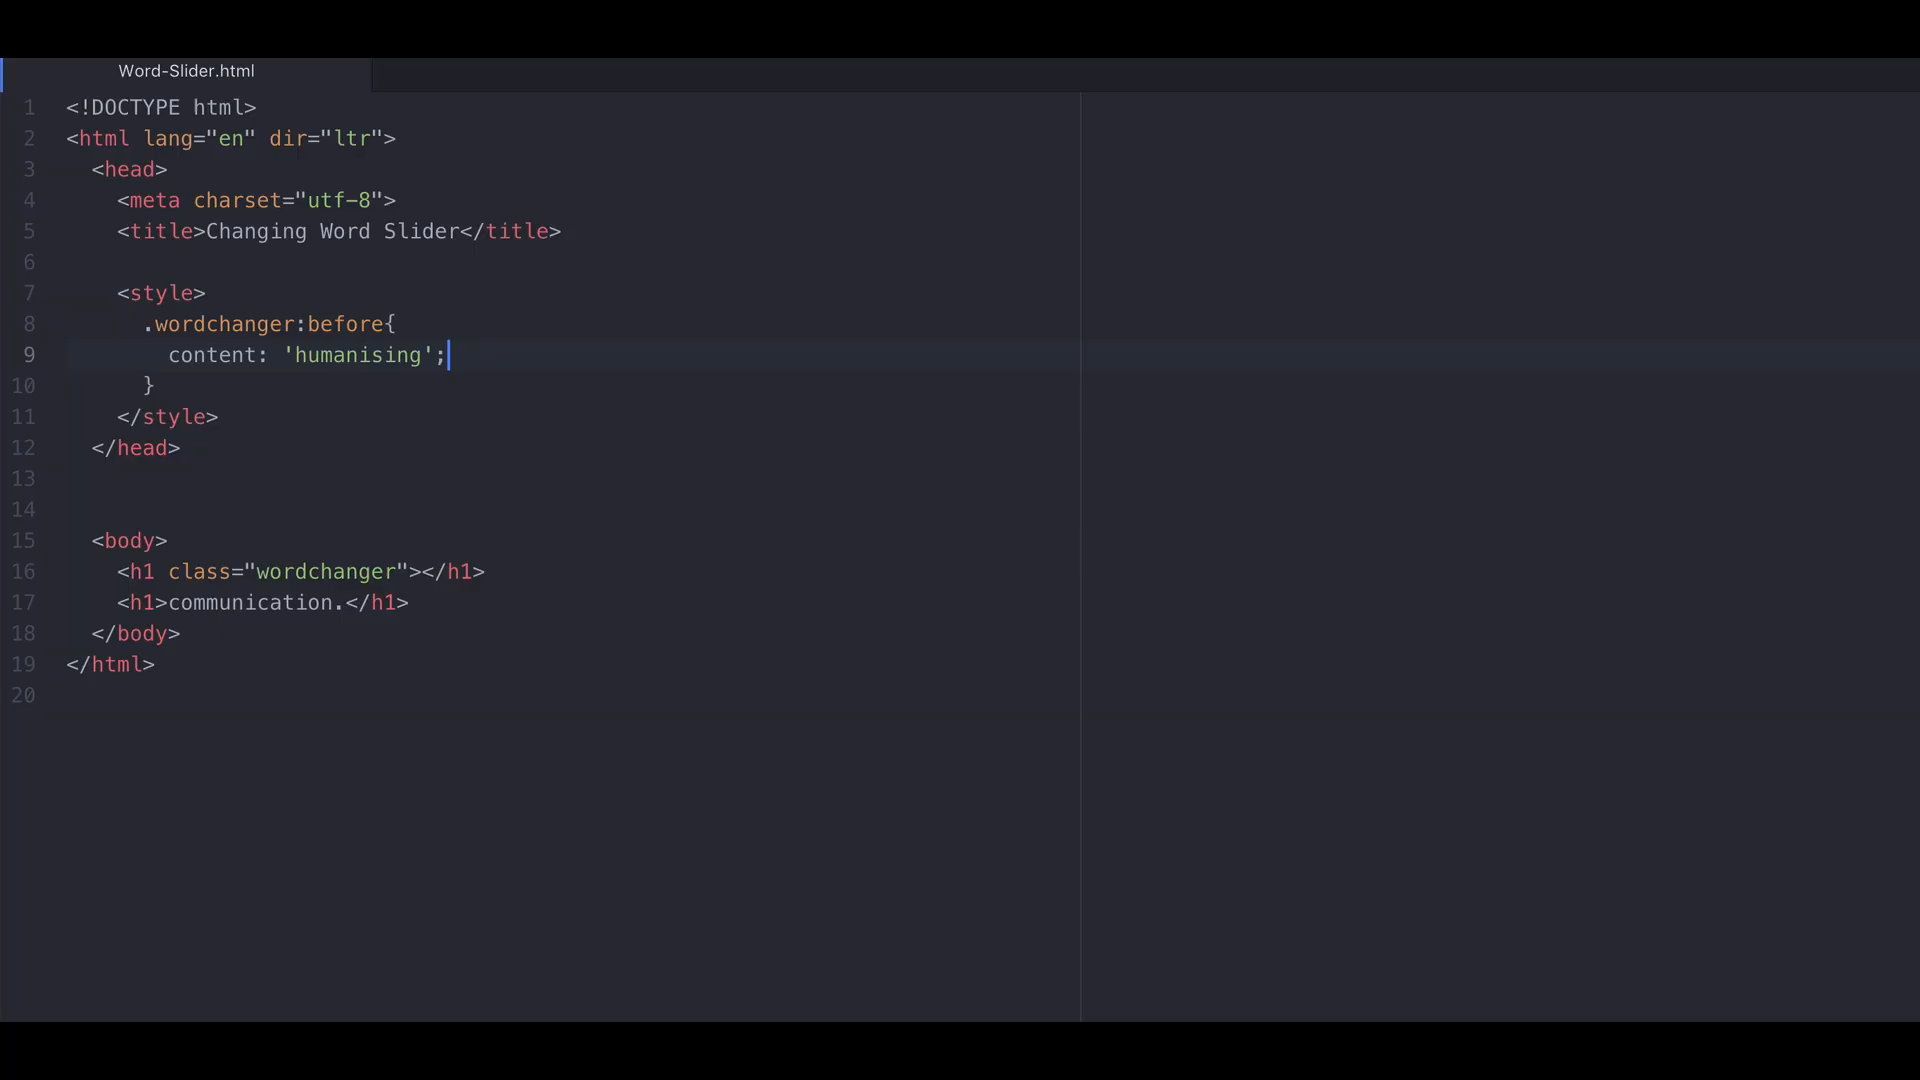 Word-Slider.html
1 <!DOCTYPE html>
2 <html lang="en" dir="ltr">
3 <head>
4 <meta charset="utf-8">
5 <title>Changing Word Slider</title>
6
7 <style>
8 .wordchanger:before{
9 content: 'humanising';
10 }
11 </style>
12 </head>
13
14
15 <body>
16 <h1 class="wordchanger"></h1>
17 <h1>communication.</h1>
18 </body>
19 </html>
20